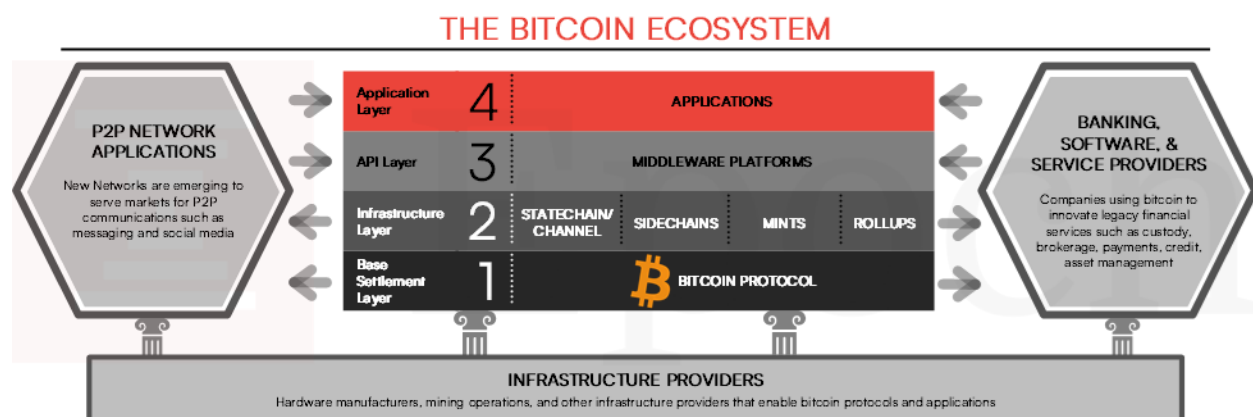 THE BITCOIN ECOSYSTEM
P2P NETWORK
APPLICATIONS
New Networks are emerging to
serve markets for P2P
communications such as
messaging and social media
Application
Layer
4
APPLICATIONS
API Layer
3
MIDDLEWARE PLATFORMS
Infrastructure
Layer
2
STATECHAIN/
CHANNEL
SIDECHAINS
MINTS
ROLLUPS
Base
Settlement
Layer
1
BITCOIN PROTOCOL
BANKING,
SOFTWARE, &
SERVICE PROVIDERS
Companies using bitcoin to
innovate legacy financial
services such as custody,
brokerage, payments, credit,
asset management
INFRASTRUCTURE PROVIDERS
Hardware manufacturers, mining operations, and other infrastructure providers that enable bitcoin protocols and applications